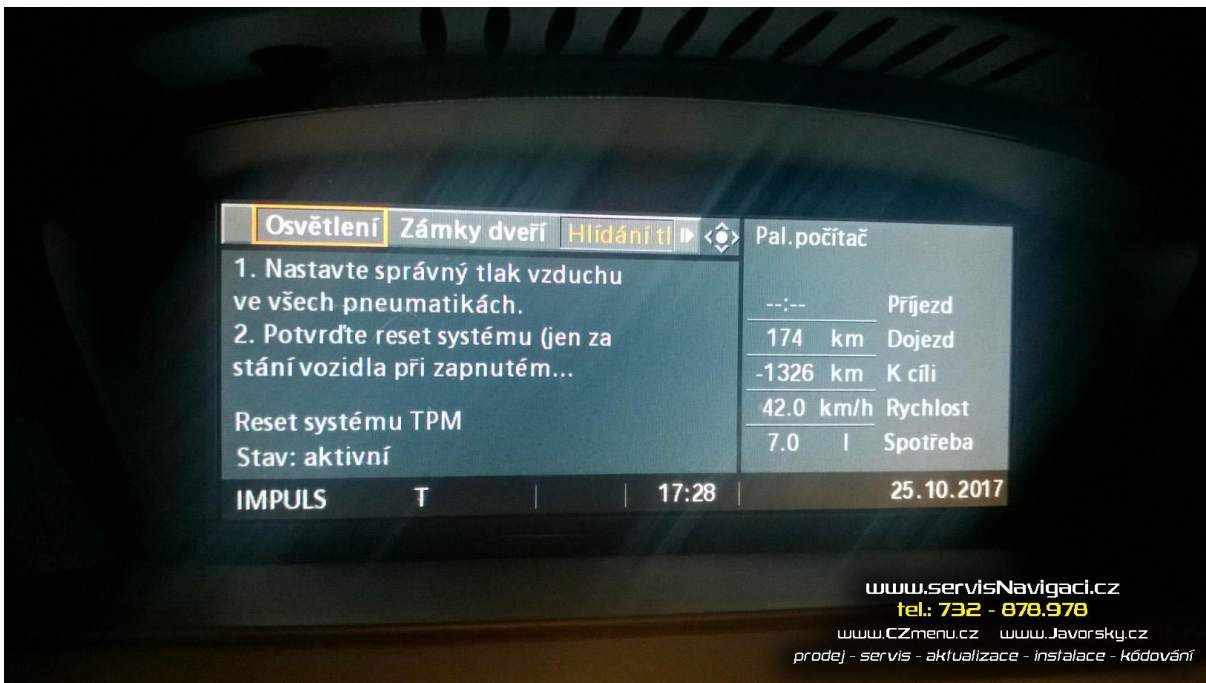 Osvětlení Zámky dveří Hlídání tl
1. Nastavte správný tlak vzduchu
ve všech pneumatikách.
2. Potvrďte reset systému (jen za
stání vozidla při zapnutém...
Reset systému TPM
Stav: aktivní
Pal.počítač
--:-- Příjezd
174 km Dojezd
-1326 km K cíli
42.0 km/h Rychlost
7.0 l Spotřeba
IMPULS T 17:28 25.10.2017
www.servisNavigaci.cz
tel.: 732 - 878.978
www.CZmenu.cz www.Javorsky.cz
prodej - servis - aktualizace - instalace - kódování